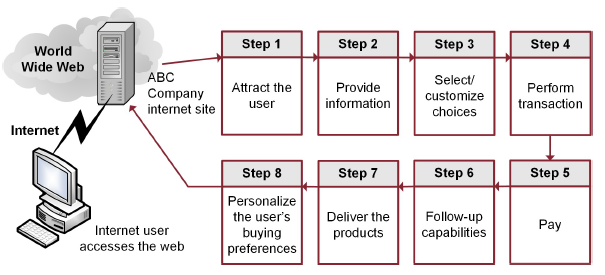 World
Wide Web
ABC
Company
internet site
Internet
Internet user
accesses the web
Step 1
Attract the
user
Step 2
Provide
information
Step 3
Select/
customize
choices
Step 4
Perform
transaction
Step 5
Pay
Step 6
Follow-up
capabilities
Step 7
Deliver the
products
Step 8
Personalize
the user's
buying
preferences